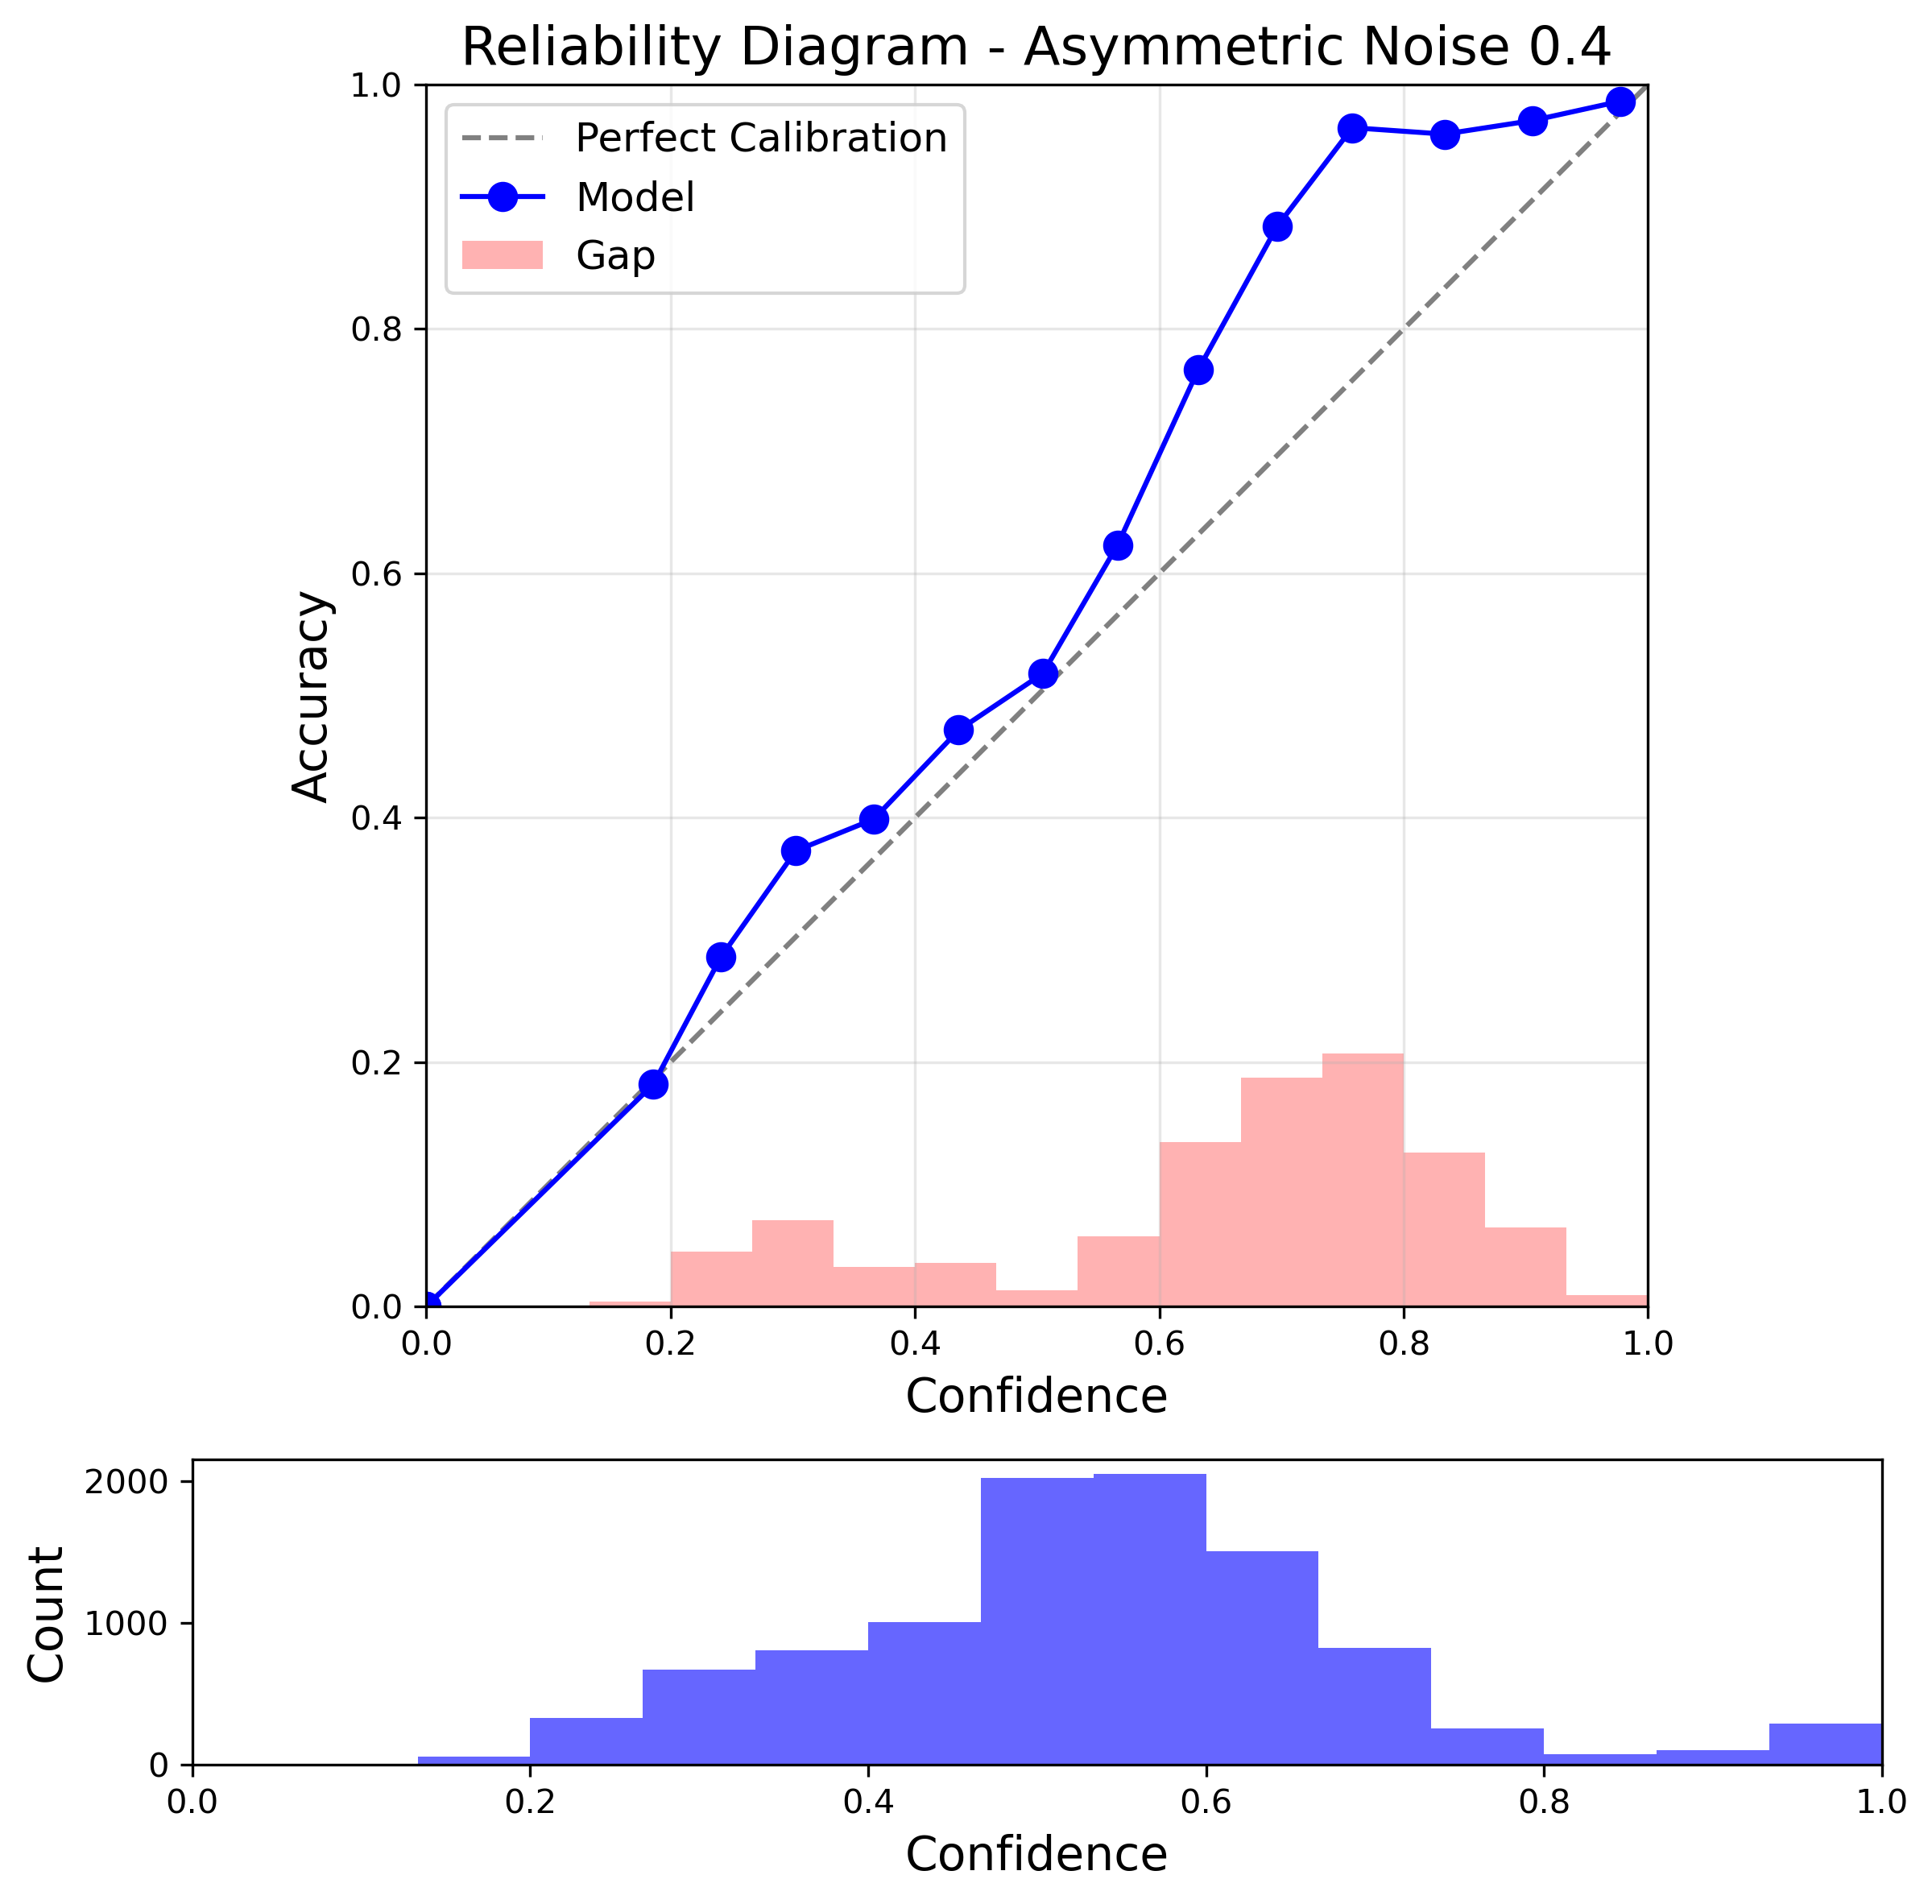 Reliability Diagram - Asymmetric Noise 0.4
Perfect Calibration
Model
Gap
1.0
0.8
0.6
0.4
0.2
0.0
Accuracy
0.0 0.2 0.4 0.6 0.8 1.0
Confidence
2000
1000
0
Count
0.0 0.2 0.4 0.6 0.8 1.0
Confidence